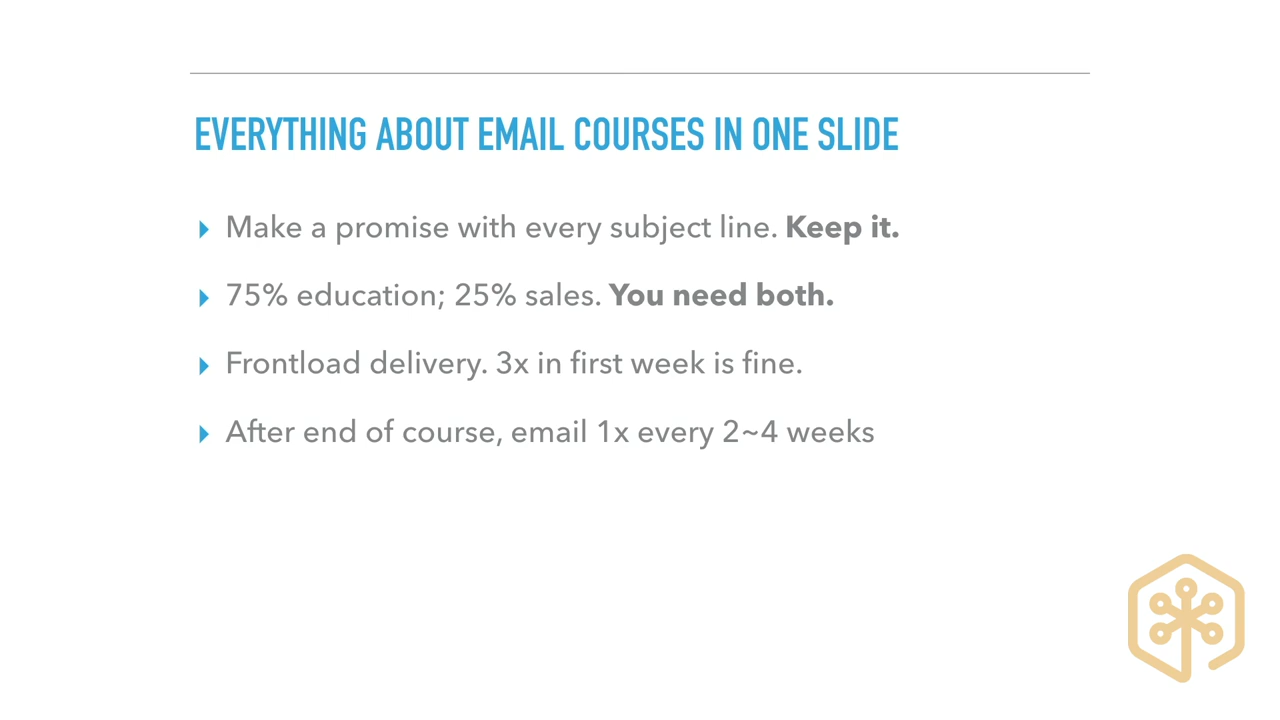 EVERYTHING ABOUT EMAIL COURSES IN ONE SLIDE
▸ Make a promise with every subject line. Keep it.
▸ 75% education; 25% sales. You need both.
▸ Frontload delivery. 3x in first week is fine.
▸ After end of course, email 1x every 2~4 weeks